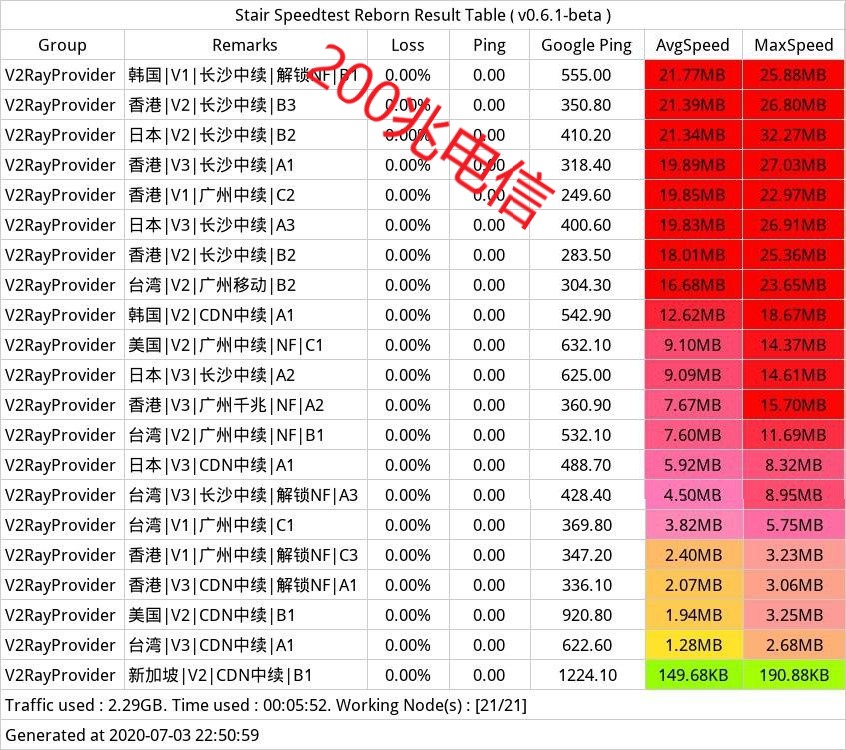 Stair Speedtest Reborn Result Table ( v0.6.1-beta )
Group Remarks Loss Ping Google Ping AvgSpeed MaxSpeed
V2RayProvider 韩国|V1|长沙中续|解锁NF|B1 0.00% 0.00 555.00 21.77MB 25.88MB
V2RayProvider 香港|V2|长沙中续|B3 0.00% 0.00 350.80 21.39MB 26.80MB
V2RayProvider 日本|V2|长沙中续|B2 0.00% 0.00 410.20 21.34MB 32.27MB
V2RayProvider 香港|V3|长沙中续|A1 0.00% 0.00 318.40 19.89MB 27.03MB
V2RayProvider 香港|V1|广州中续|C2 0.00% 0.00 249.60 19.85MB 22.97MB
V2RayProvider 日本|V3|长沙中续|A3 0.00% 0.00 400.60 19.83MB 26.91MB
V2RayProvider 香港|V2|长沙中续|B2 0.00% 0.00 283.50 18.01MB 25.36MB
V2RayProvider 台湾|V2|广州移动|B2 0.00% 0.00 304.30 16.68MB 23.65MB
V2RayProvider 韩国|V2|CDN中续|A1 0.00% 0.00 542.90 12.62MB 18.67MB
V2RayProvider 美国|V2|广州中续|NF|C1 0.00% 0.00 632.10 9.10MB 14.37MB
V2RayProvider 日本|V3|长沙中续|A2 0.00% 0.00 625.00 9.09MB 14.61MB
V2RayProvider 香港|V3|广州千兆|NF|A2 0.00% 0.00 360.90 7.67MB 15.70MB
V2RayProvider 台湾|V2|广州中续|NF|B1 0.00% 0.00 532.10 7.60MB 11.69MB
V2RayProvider 日本|V3|CDN中续|A1 0.00% 0.00 488.70 5.92MB 8.32MB
V2RayProvider 台湾|V3|长沙中续|解锁NF|A3 0.00% 0.00 428.40 4.50MB 8.95MB
V2RayProvider 台湾|V1|广州中续|C1 0.00% 0.00 369.80 3.82MB 5.75MB
V2RayProvider 香港|V1|广州中续|解锁NF|C3 0.00% 0.00 347.20 2.40MB 3.23MB
V2RayProvider 香港|V3|CDN中续|解锁NF|A1 0.00% 0.00 336.10 2.07MB 3.06MB
V2RayProvider 美国|V2|CDN中续|B1 0.00% 0.00 920.80 1.94MB 3.25MB
V2RayProvider 台湾|V3|CDN中续|A1 0.00% 0.00 622.60 1.28MB 2.68MB
V2RayProvider 新加坡|V2|CDN中续|B1 0.00% 0.00 1224.10 149.68KB 190.88KB
Traffic used : 2.29GB. Time used : 00:05:52. Working Node(s) : [21/21]
Generated at 2020-07-03 22:50:59
200兆电信